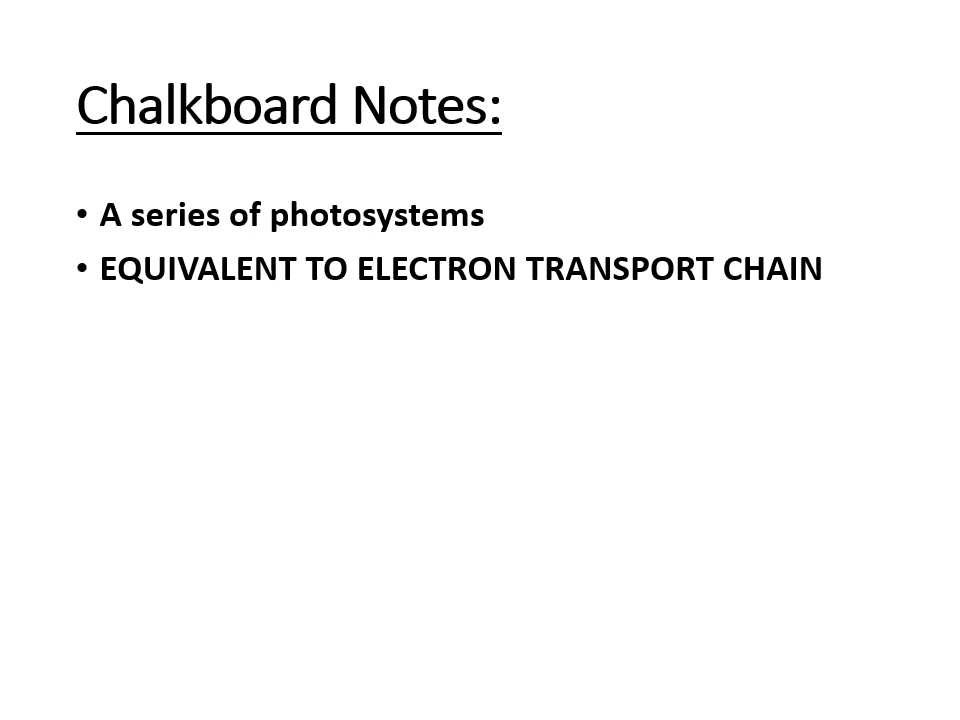 Chalkboard Notes:
• A series of photosystems
• EQUIVALENT TO ELECTRON TRANSPORT CHAIN